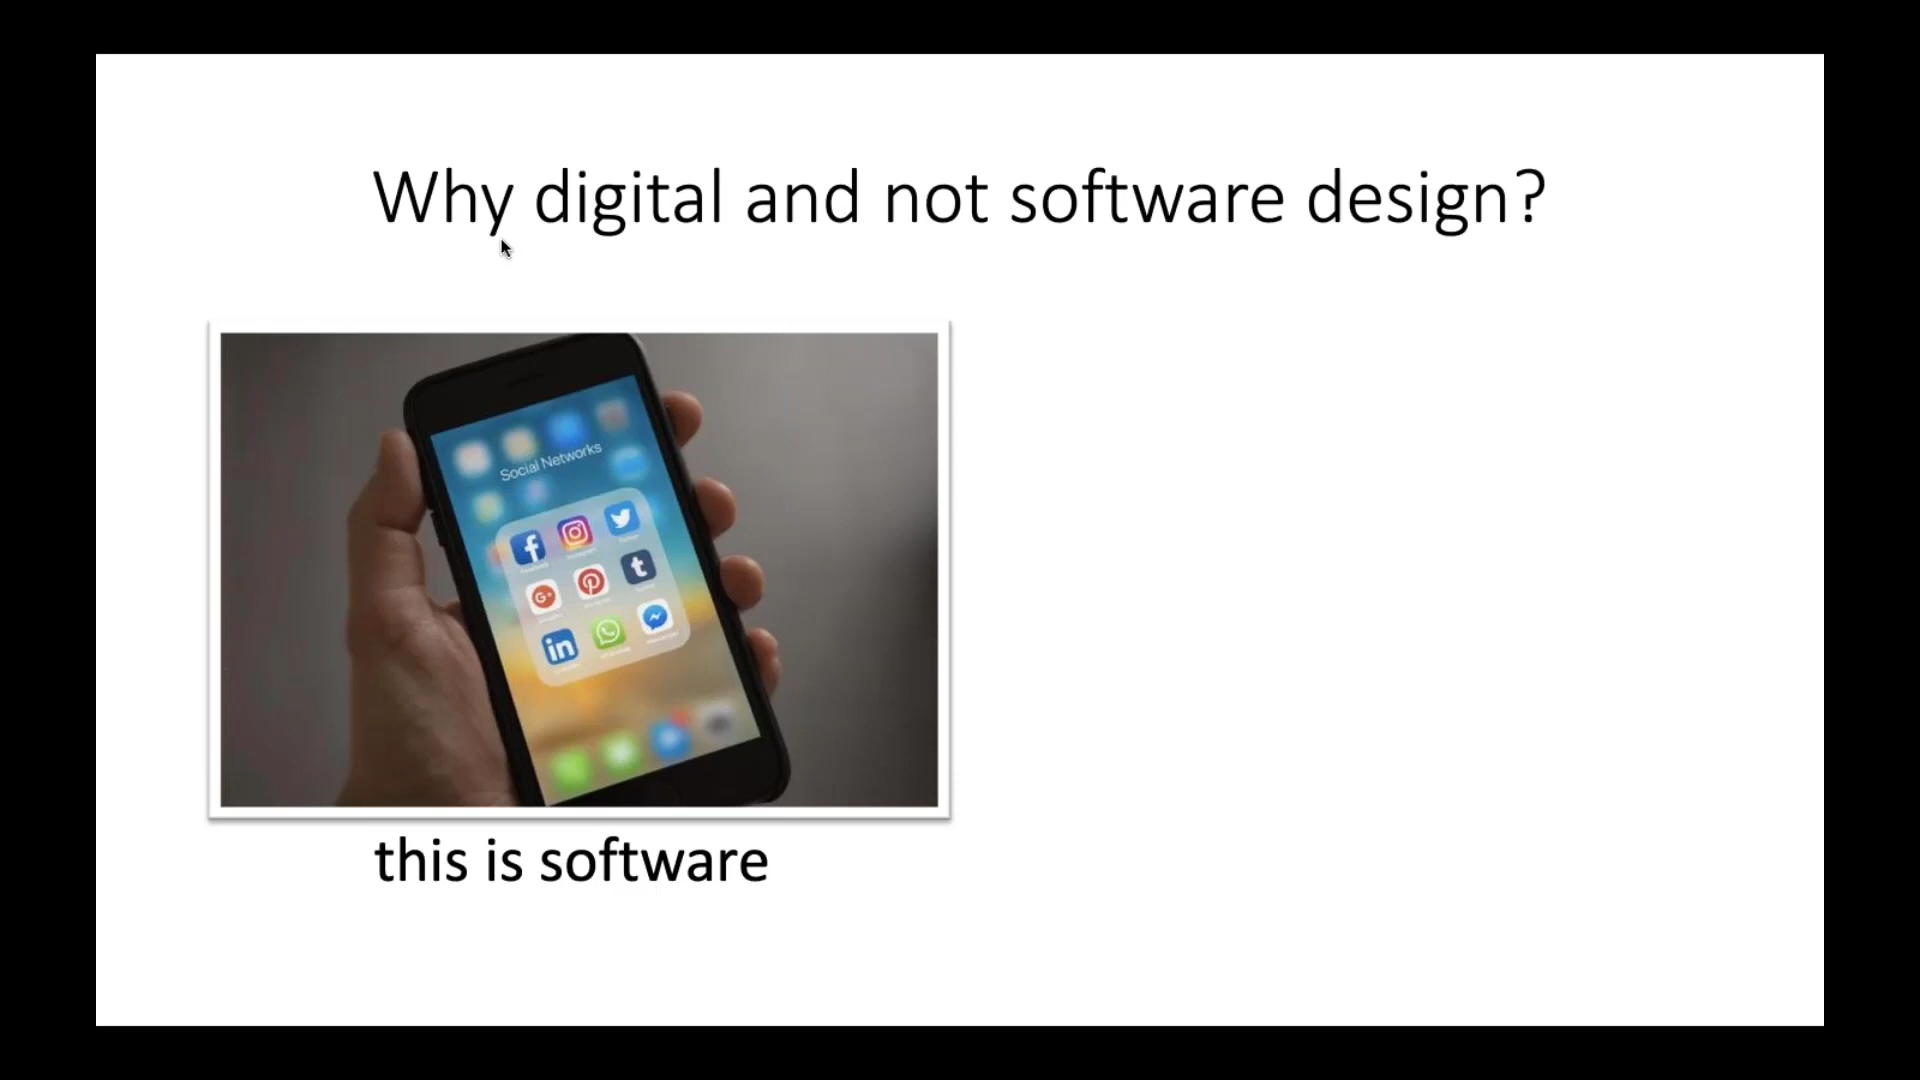 Why digital and not software design?
Social Networks
this is software